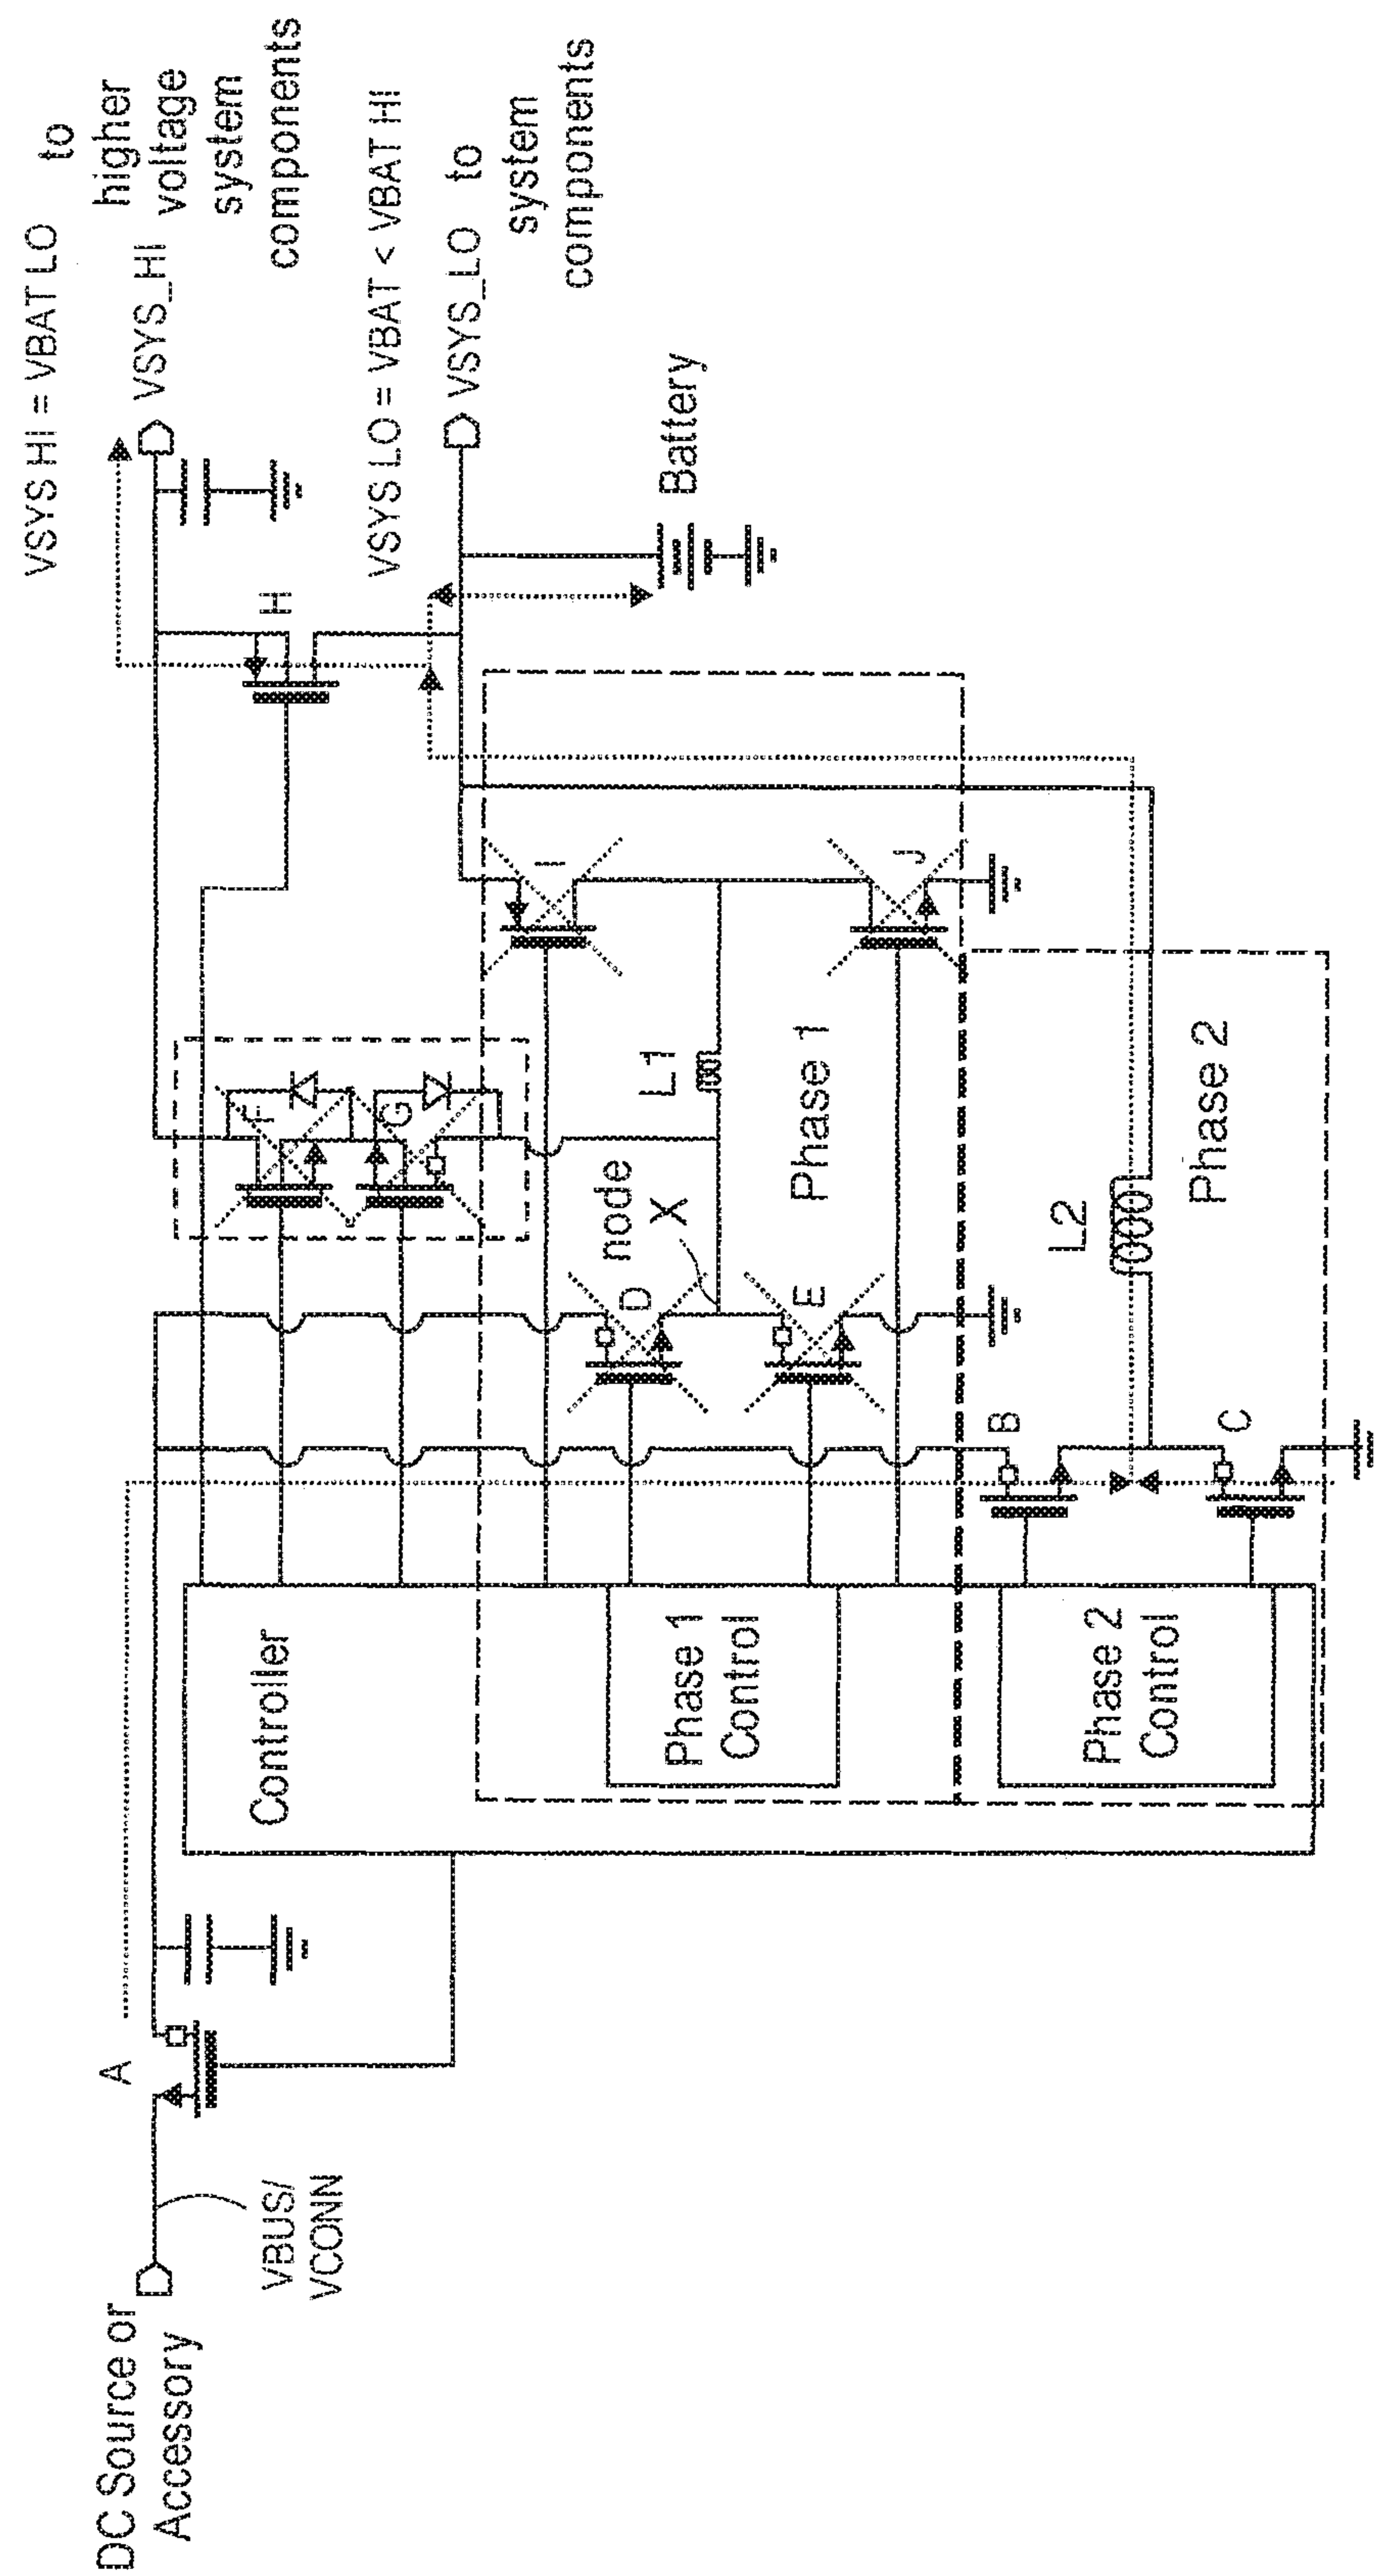 VSYS HI = VBAT LO
VSYS_HI
to
higher
voltage
system
components
VSYS LO = VBAT < VBAT HI
VSYS_LO
to
system
components
Battery
H
F
G
I
J
L1
node
X
D
E
Phase 1
L2
Phase 2
B
C
Controller
Phase 1
Control
Phase 2
Control
A
VBUS/
VCONN
DC Source or
Accessory